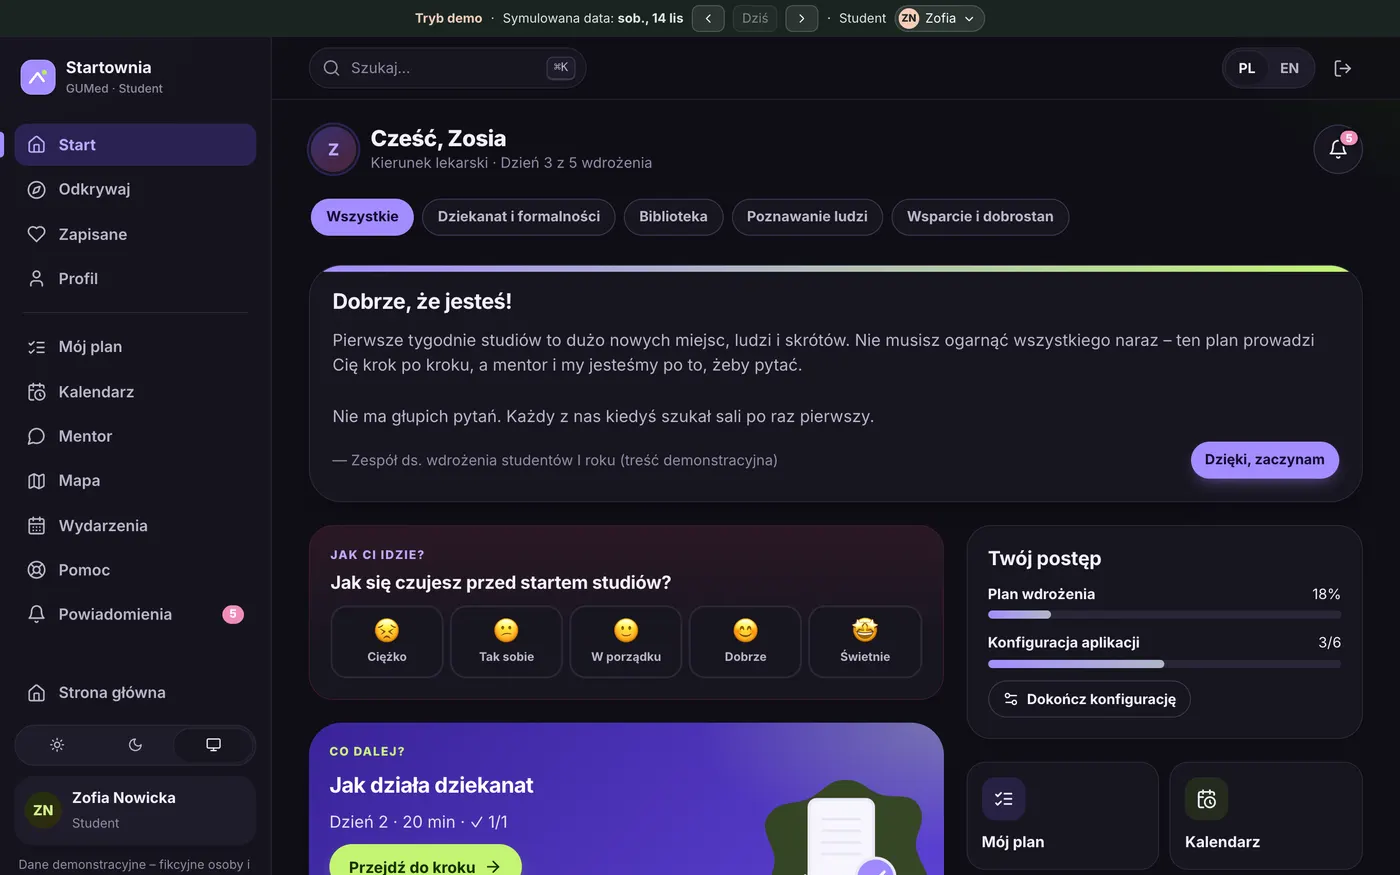 Tryb demo · Symulowana data: sob., 14 lis Dziś · Student ZN Zofia
Startownia
GUMed · Student
Szukaj... ⌘K
PL EN
Start
Odkrywaj
Zapisane
Profil
Mój plan
Kalendarz
Mentor
Mapa
Wydarzenia
Pomoc
Powiadomienia 5
Strona główna
ZN Zofia Nowicka
Student
Dane demonstracyjne – fikcyjne osoby i
Z
Cześć, Zosia
Kierunek lekarski · Dzień 3 z 5 wdrożenia
5
Wszystkie Dziekanat i formalności Biblioteka Poznawanie ludzi Wsparcie i dobrostan
Dobrze, że jesteś!
Pierwsze tygodnie studiów to dużo nowych miejsc, ludzi i skrótów. Nie musisz ogarnąć wszystkiego naraz – ten plan prowadzi
Cię krok po kroku, a mentor i my jesteśmy po to, żeby pytać.
Nie ma głupich pytań. Każdy z nas kiedyś szukał sali po raz pierwszy.
— Zespół ds. wdrożenia studentów I roku (treść demonstracyjna)
Dzięki, zaczynam
JAK CI IDZIE?
Jak się czujesz przed startem studiów?
Ciężko Tak sobie W porządku Dobrze Świetnie
CO DALEJ?
Jak działa dziekanat
Dzień 2 · 20 min · ✓ 1/1
Przejdź do kroku →
Twój postęp
Plan wdrożenia 18%
Konfiguracja aplikacji 3/6
Dokończ konfigurację
Mój plan
Kalendarz